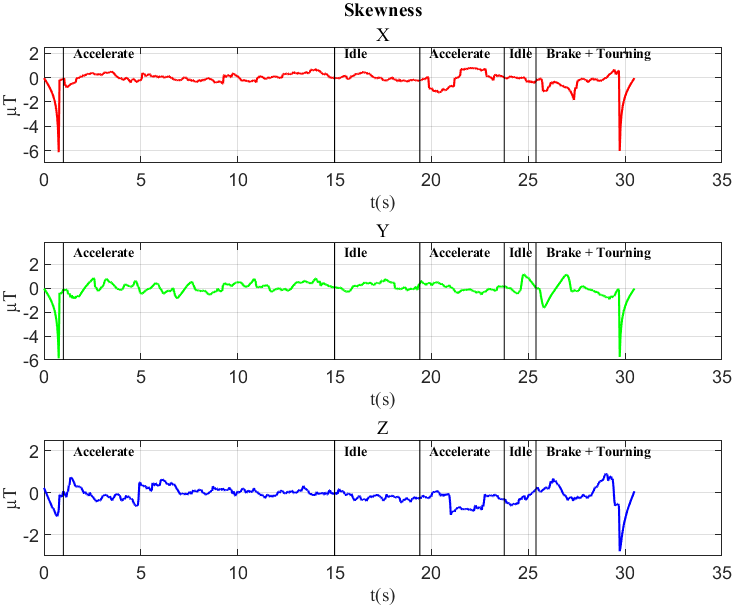 Skewness
X
Accelerate Idle Accelerate Idle Brake + Tourning
2
0
-2
-4
-6
μT
0 5 10 15 20 25 30 35
t(s)
Y
Accelerate Idle Accelerate Idle Brake + Tourning
2
0
-2
-4
-6
μT
0 5 10 15 20 25 30 35
t(s)
Z
Accelerate Idle Accelerate Idle Brake + Tourning
2
0
-2
μT
0 5 10 15 20 25 30 35
t(s)